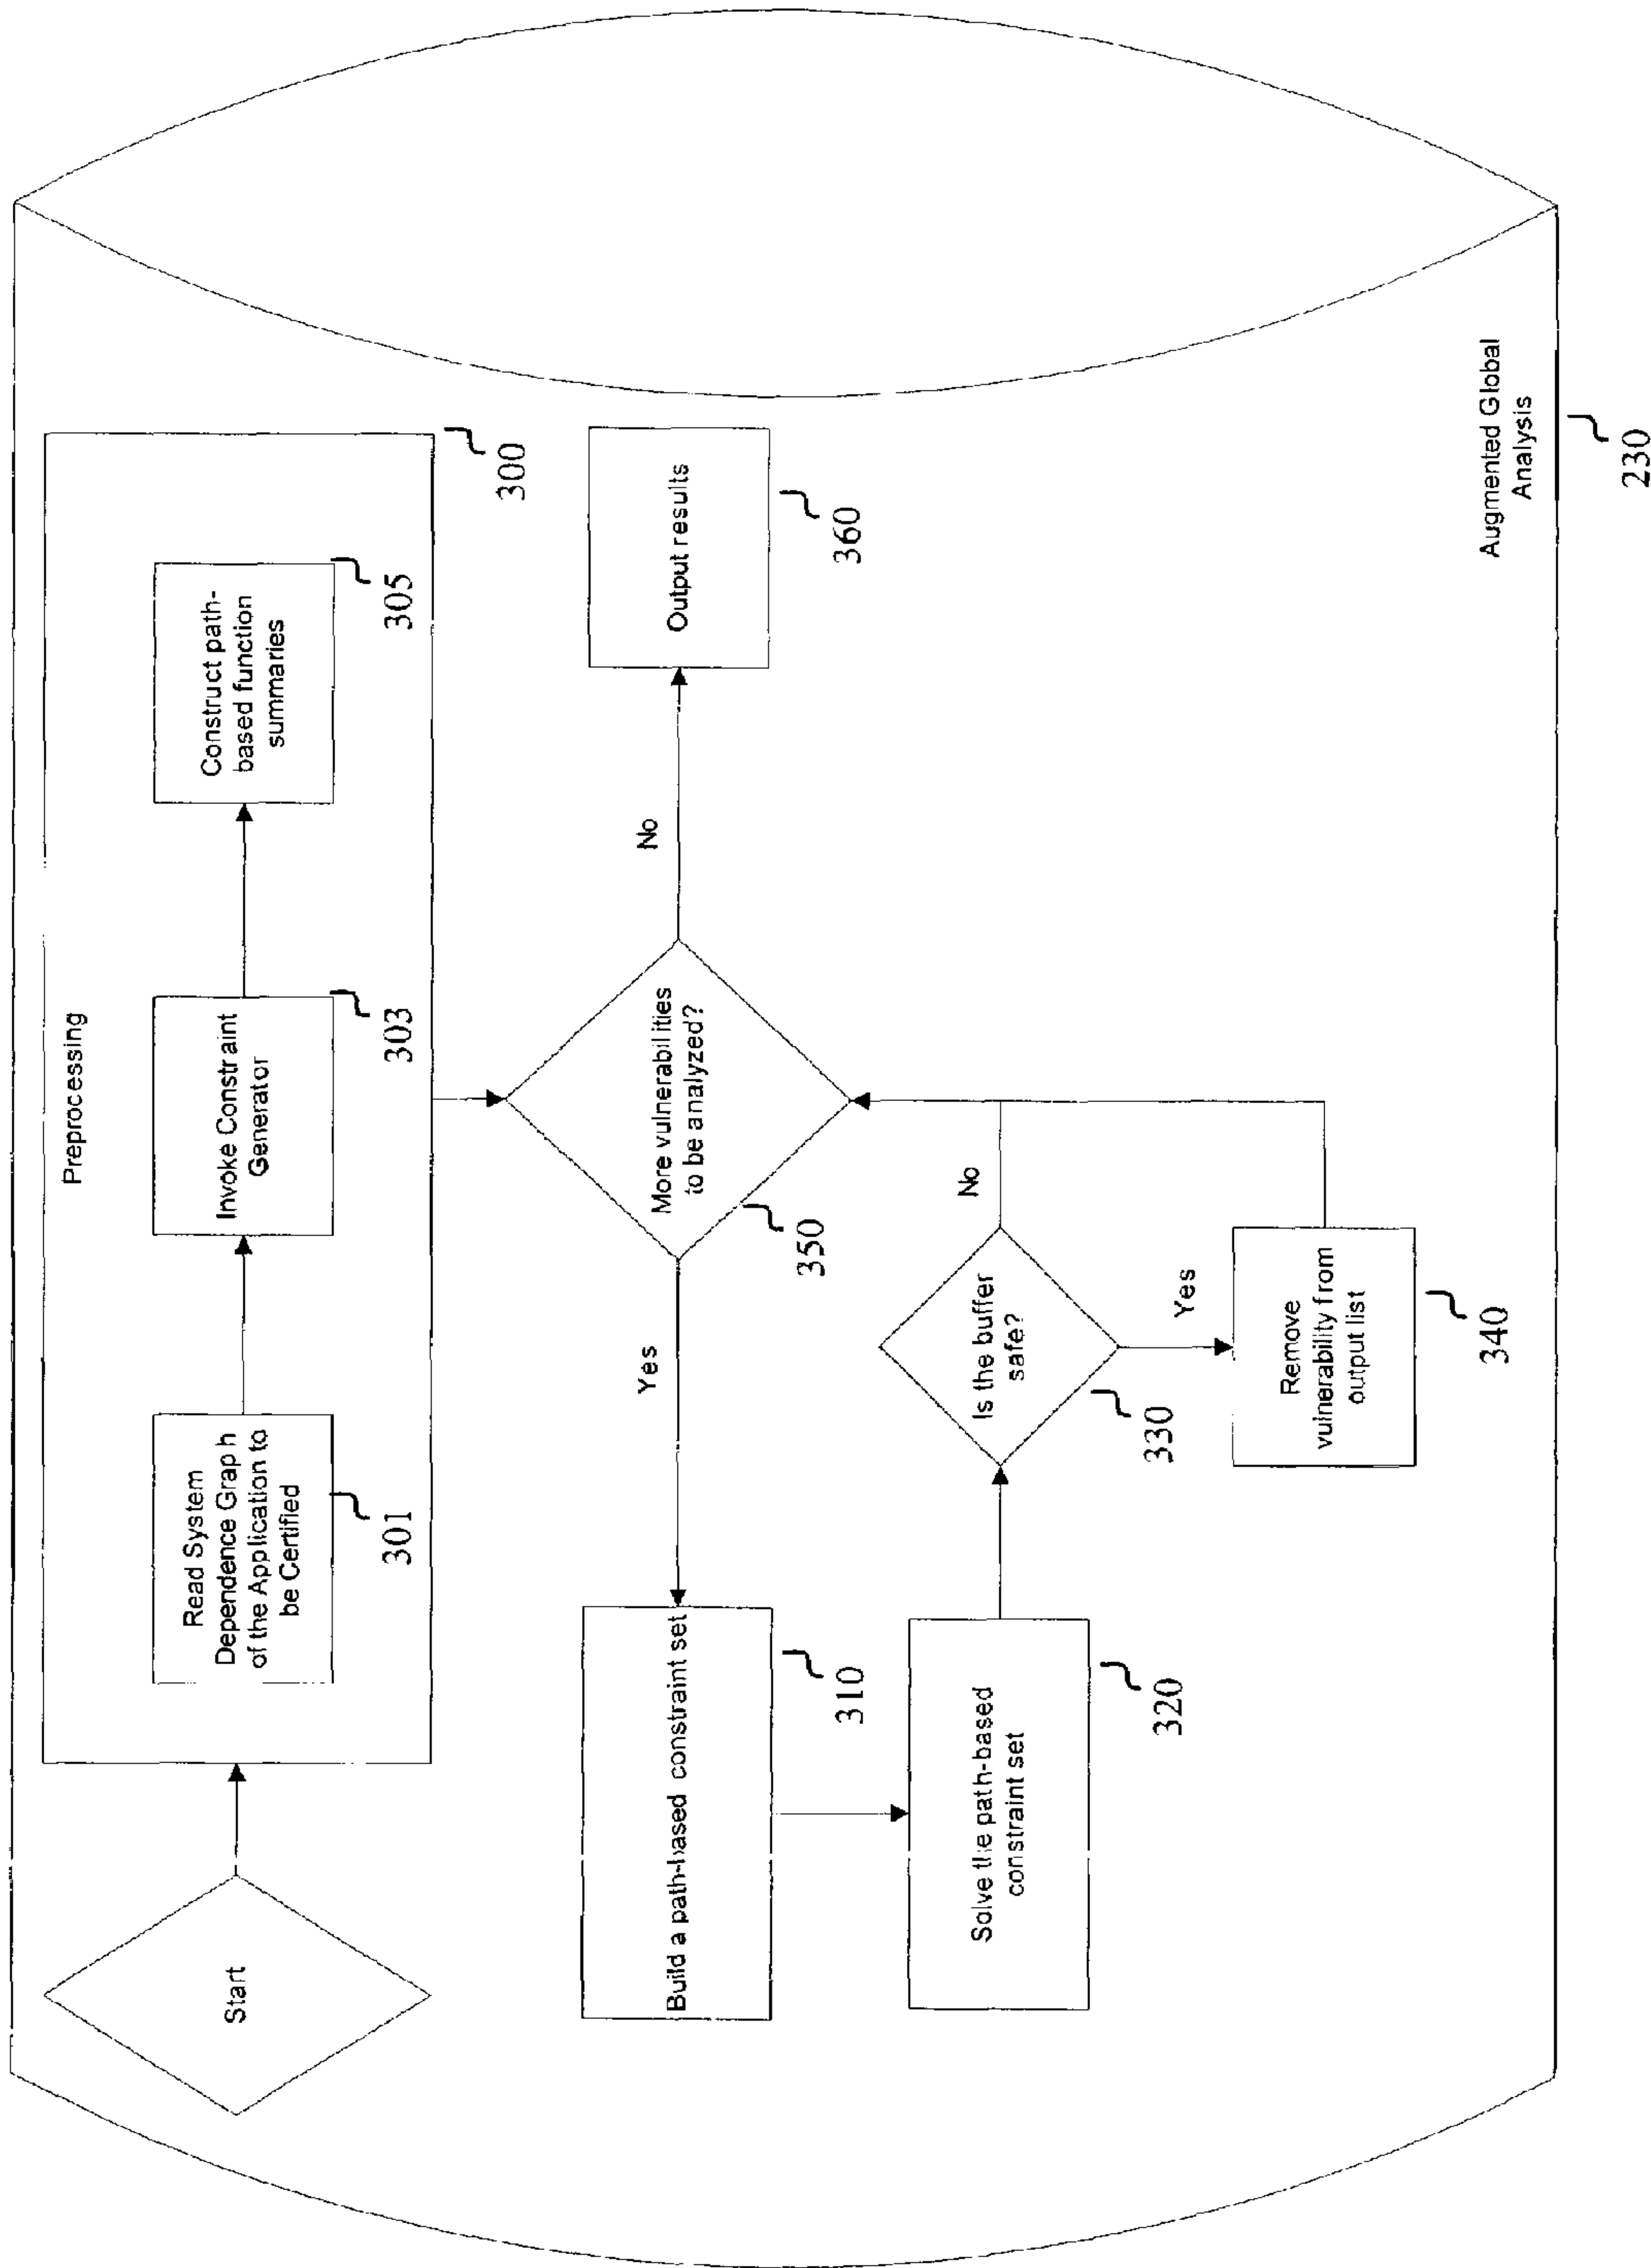 Preprocessing
Start
Read System
Dependence Graph
of the Application to
be Certified
301
Invoke Constraint
Generator
303
Construct path-
based function
summaries
305
300
More vulnerabilities
to be analyzed?
350
Yes
No
Build a path-based constraint set
310
Output results
360
Solve the path-based
constraint set
320
Is the buffer
safe?
330
No
Yes
Remove
vulnerability from
output list
340
Augmented Global
Analysis
230